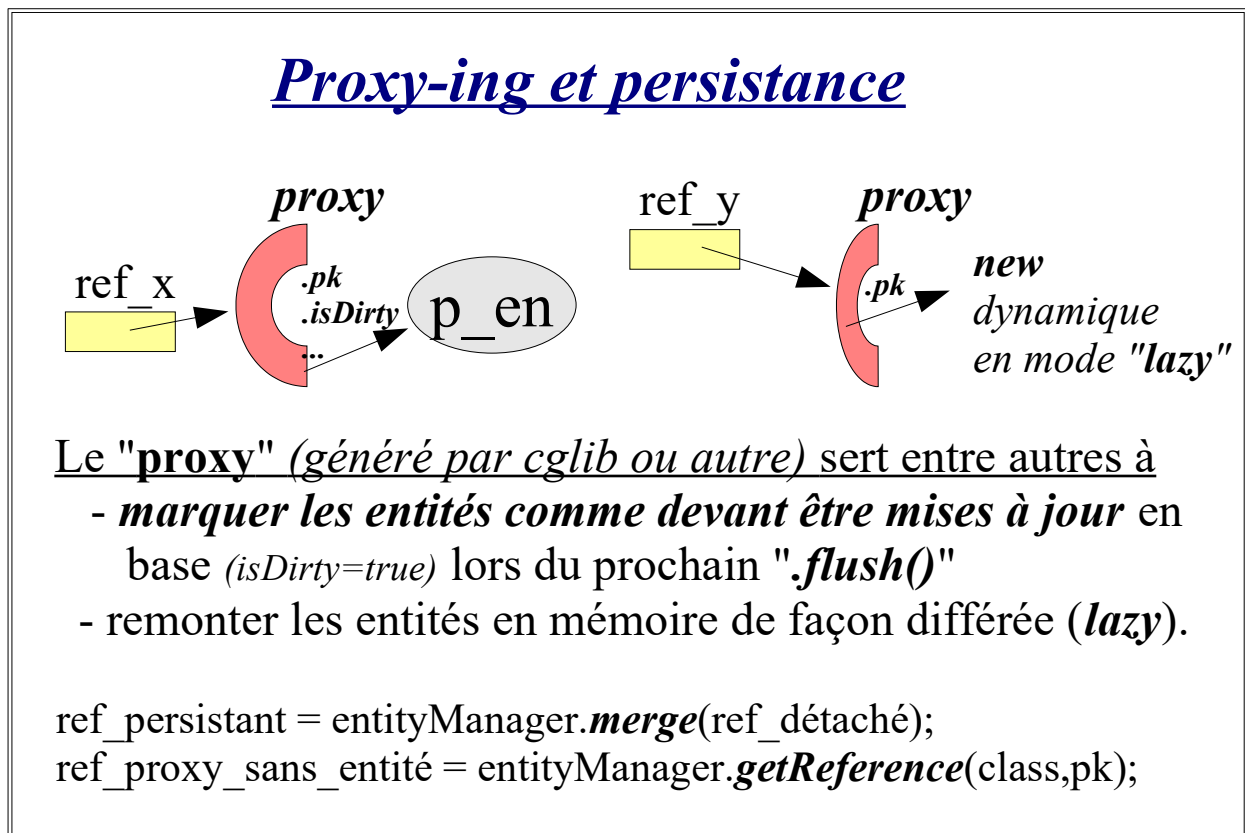 Proxy-ing et persistance
proxy
ref_x
.pk
.isDirty
...
p_en
ref_y
proxy
.pk
new
dynamique
en mode "lazy"
Le "proxy" (généré par cglib ou autre) sert entre autres à
- marquer les entités comme devant être mises à jour en
base (isDirty=true) lors du prochain ".flush()"
- remonter les entités en mémoire de façon différée (lazy).
ref_persistant = entityManager.merge(ref_détaché);
ref_proxy_sans_entité = entityManager.getReference(class,pk);